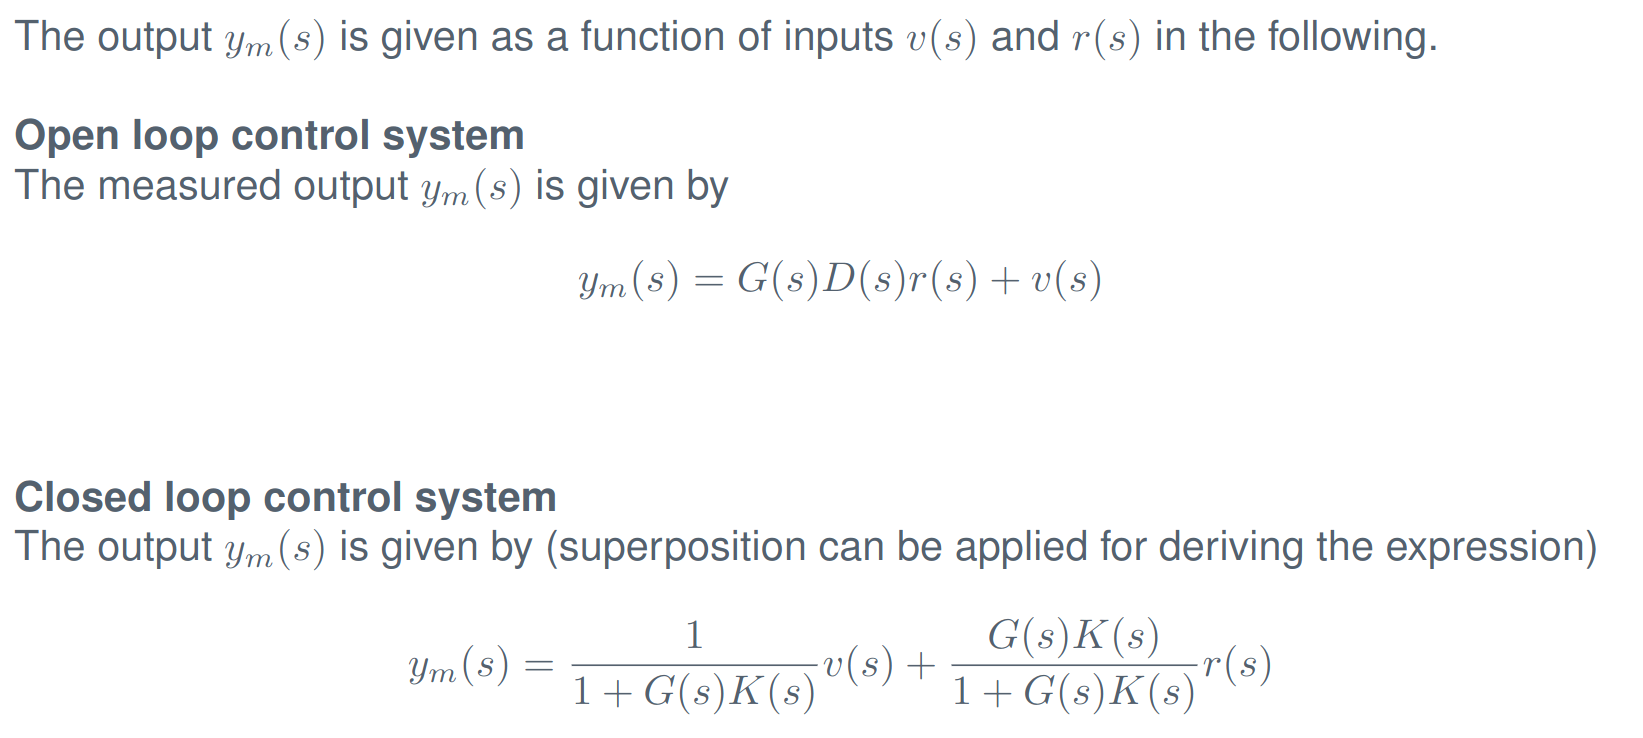 The output $y_m(s)$ is given as a function of inputs $v(s)$ and $r(s)$ in the following.
Open loop control system
The measured output $y_m(s)$ is given by
$y_m(s) = G(s)D(s)r(s) + v(s)$
Closed loop control system
The output $y_m(s)$ is given by (superposition can be applied for deriving the expression)
$y_m(s) = \frac{1}{1 + G(s)K(s)} v(s) + \frac{G(s)K(s)}{1 + G(s)K(s)} r(s)$